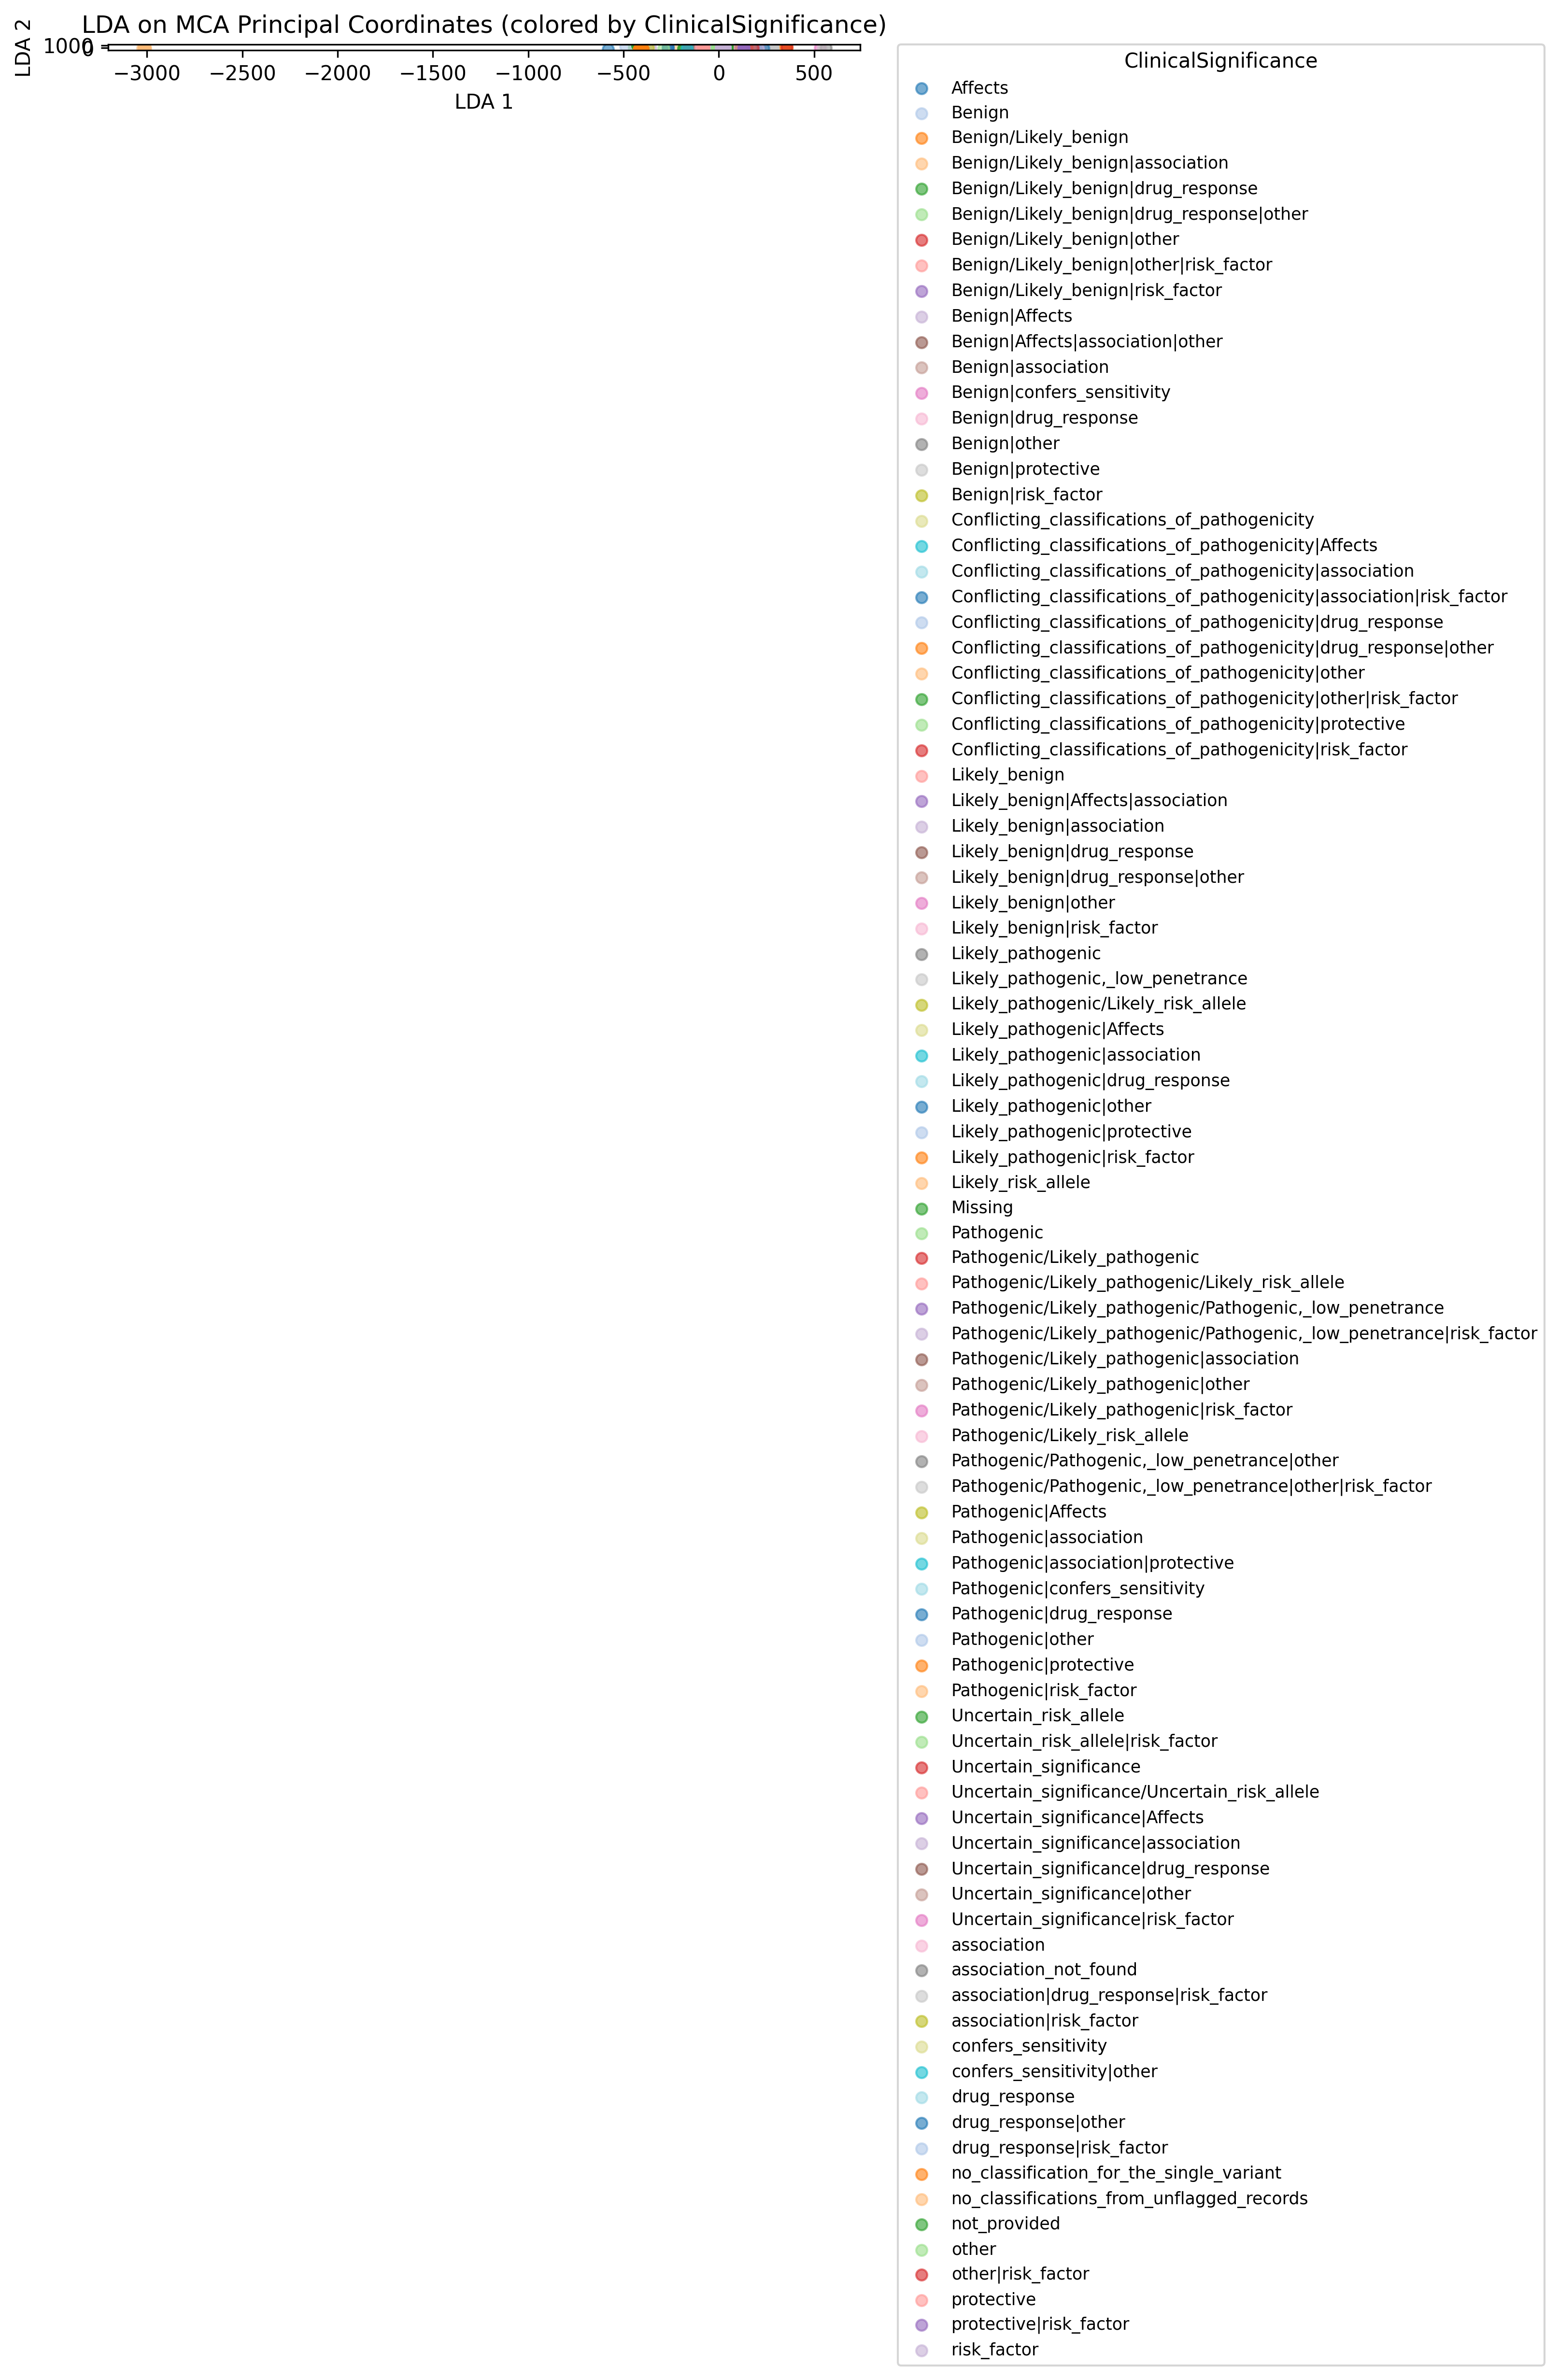 LDA on MCA Principal Coordinates (colored by ClinicalSignificance)
LDA 2
1000
0
−3000
−2500
−2000
−1500
−1000
−500
0
500
LDA 1
ClinicalSignificance
Affects
Benign
Benign/Likely_benign
Benign/Likely_benign|association
Benign/Likely_benign|drug_response
Benign/Likely_benign|drug_response|other
Benign/Likely_benign|other
Benign/Likely_benign|other|risk_factor
Benign/Likely_benign|risk_factor
Benign|Affects
Benign|Affects|association|other
Benign|association
Benign|confers_sensitivity
Benign|drug_response
Benign|other
Benign|protective
Benign|risk_factor
Conflicting_classifications_of_pathogenicity
Conflicting_classifications_of_pathogenicity|Affects
Conflicting_classifications_of_pathogenicity|association
Conflicting_classifications_of_pathogenicity|association|risk_factor
Conflicting_classifications_of_pathogenicity|drug_response
Conflicting_classifications_of_pathogenicity|drug_response|other
Conflicting_classifications_of_pathogenicity|other
Conflicting_classifications_of_pathogenicity|other|risk_factor
Conflicting_classifications_of_pathogenicity|protective
Conflicting_classifications_of_pathogenicity|risk_factor
Likely_benign
Likely_benign|Affects|association
Likely_benign|association
Likely_benign|drug_response
Likely_benign|drug_response|other
Likely_benign|other
Likely_benign|risk_factor
Likely_pathogenic
Likely_pathogenic,_low_penetrance
Likely_pathogenic/Likely_risk_allele
Likely_pathogenic|Affects
Likely_pathogenic|association
Likely_pathogenic|drug_response
Likely_pathogenic|other
Likely_pathogenic|protective
Likely_pathogenic|risk_factor
Likely_risk_allele
Missing
Pathogenic
Pathogenic/Likely_pathogenic
Pathogenic/Likely_pathogenic/Likely_risk_allele
Pathogenic/Likely_pathogenic/Pathogenic,_low_penetrance
Pathogenic/Likely_pathogenic/Pathogenic,_low_penetrance|risk_factor
Pathogenic/Likely_pathogenic|association
Pathogenic/Likely_pathogenic|other
Pathogenic/Likely_pathogenic|risk_factor
Pathogenic/Likely_risk_allele
Pathogenic/Pathogenic,_low_penetrance|other
Pathogenic/Pathogenic,_low_penetrance|other|risk_factor
Pathogenic|Affects
Pathogenic|association
Pathogenic|association|protective
Pathogenic|confers_sensitivity
Pathogenic|drug_response
Pathogenic|other
Pathogenic|protective
Pathogenic|risk_factor
Uncertain_risk_allele
Uncertain_risk_allele|risk_factor
Uncertain_significance
Uncertain_significance/Uncertain_risk_allele
Uncertain_significance|Affects
Uncertain_significance|association
Uncertain_significance|drug_response
Uncertain_significance|other
Uncertain_significance|risk_factor
association
association_not_found
association|drug_response|risk_factor
association|risk_factor
confers_sensitivity
confers_sensitivity|other
drug_response
drug_response|other
drug_response|risk_factor
no_classification_for_the_single_variant
no_classifications_from_unflagged_records
not_provided
other
other|risk_factor
protective
protective|risk_factor
risk_factor